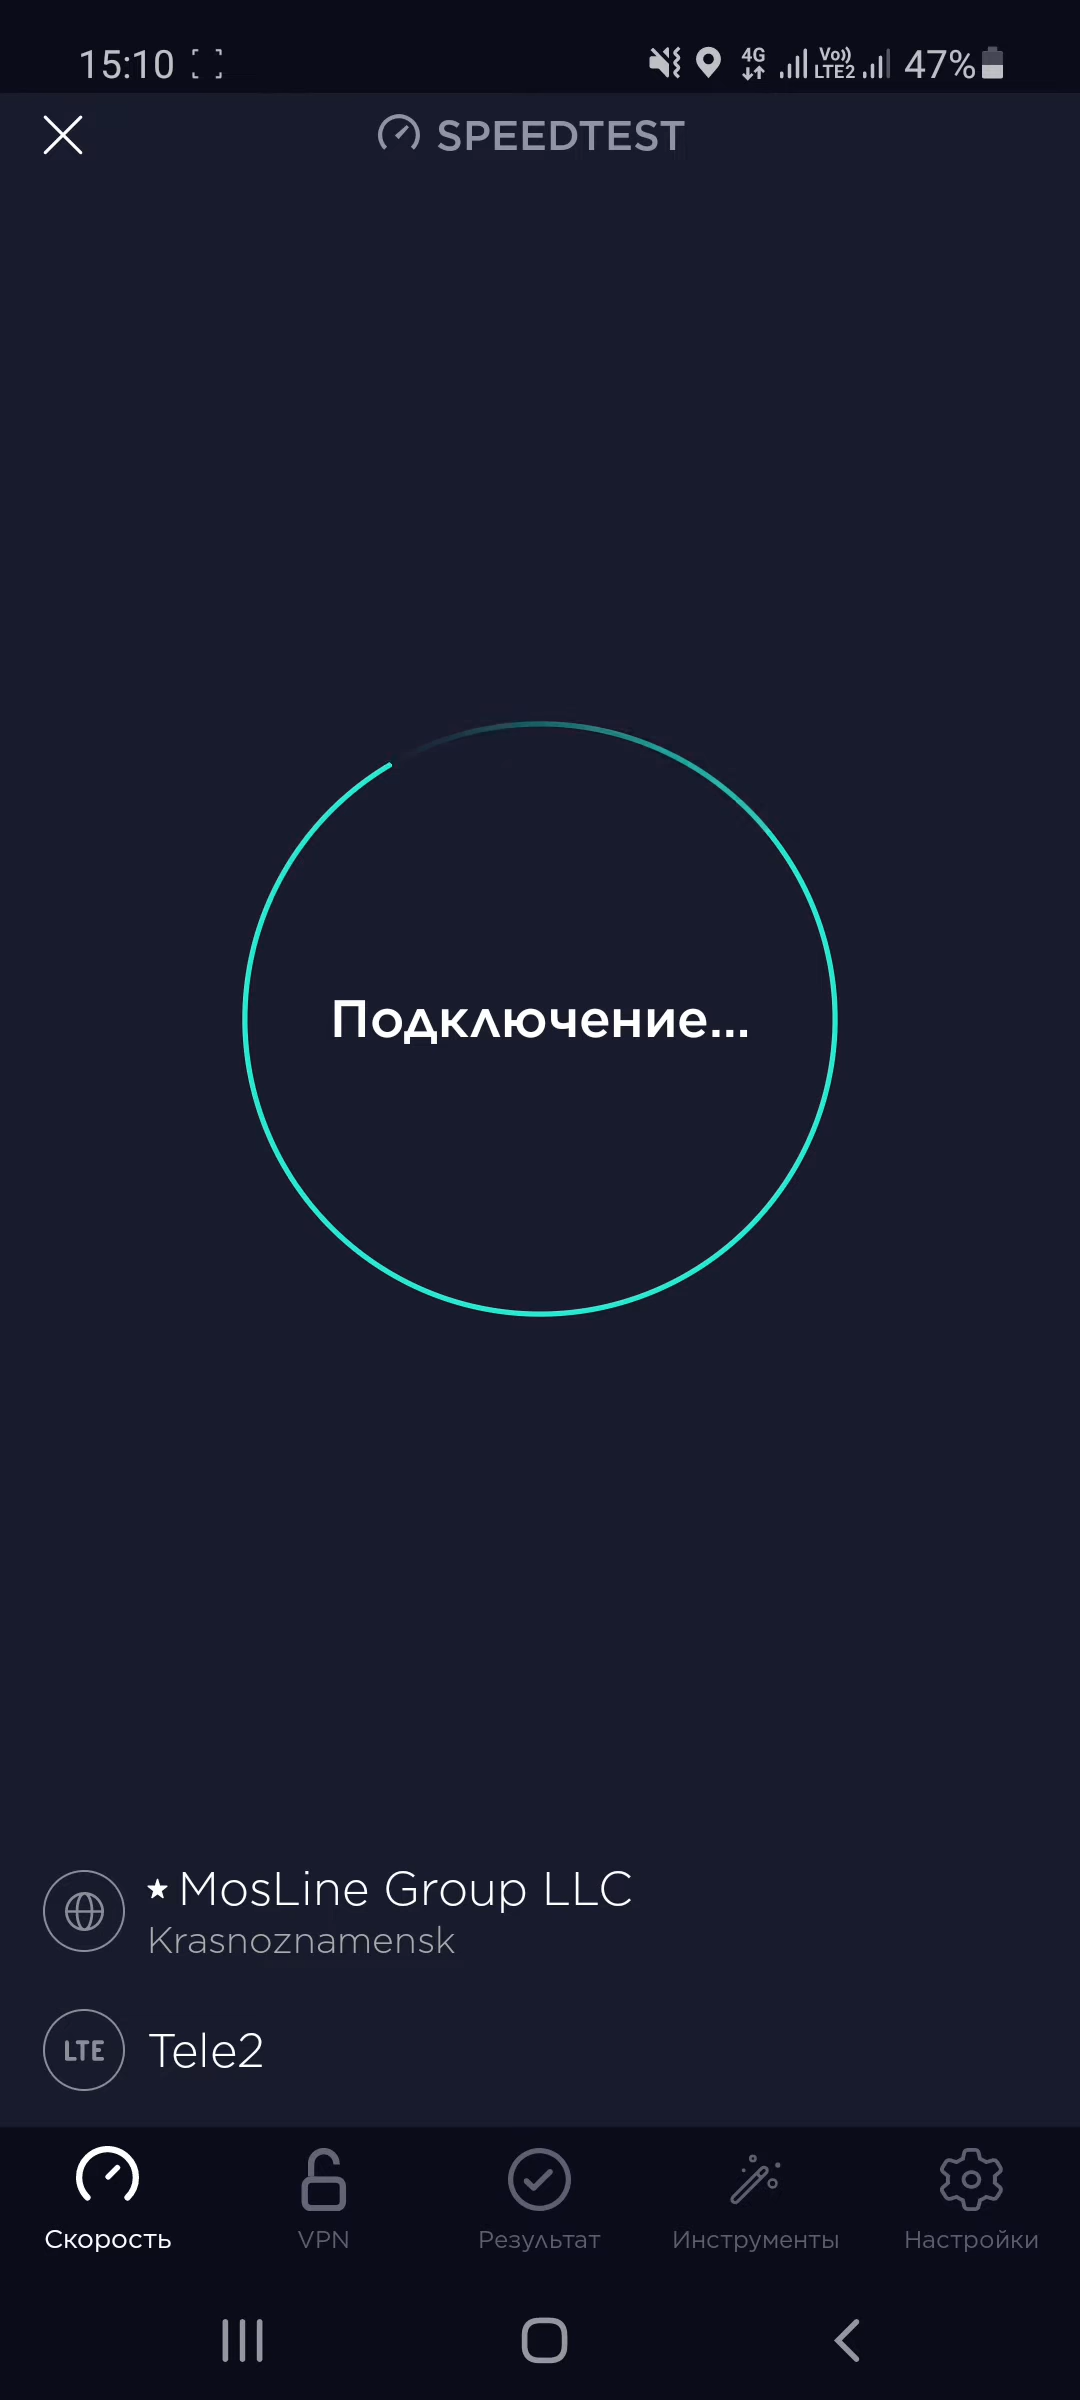 15:10 4G Vo)) LTE2 47%
SPEEDTEST
Подключение...
MosLine Group LLC
Krasnoznamensk
LTE Tele2
Скорость VPN Результат Инструменты Настройки